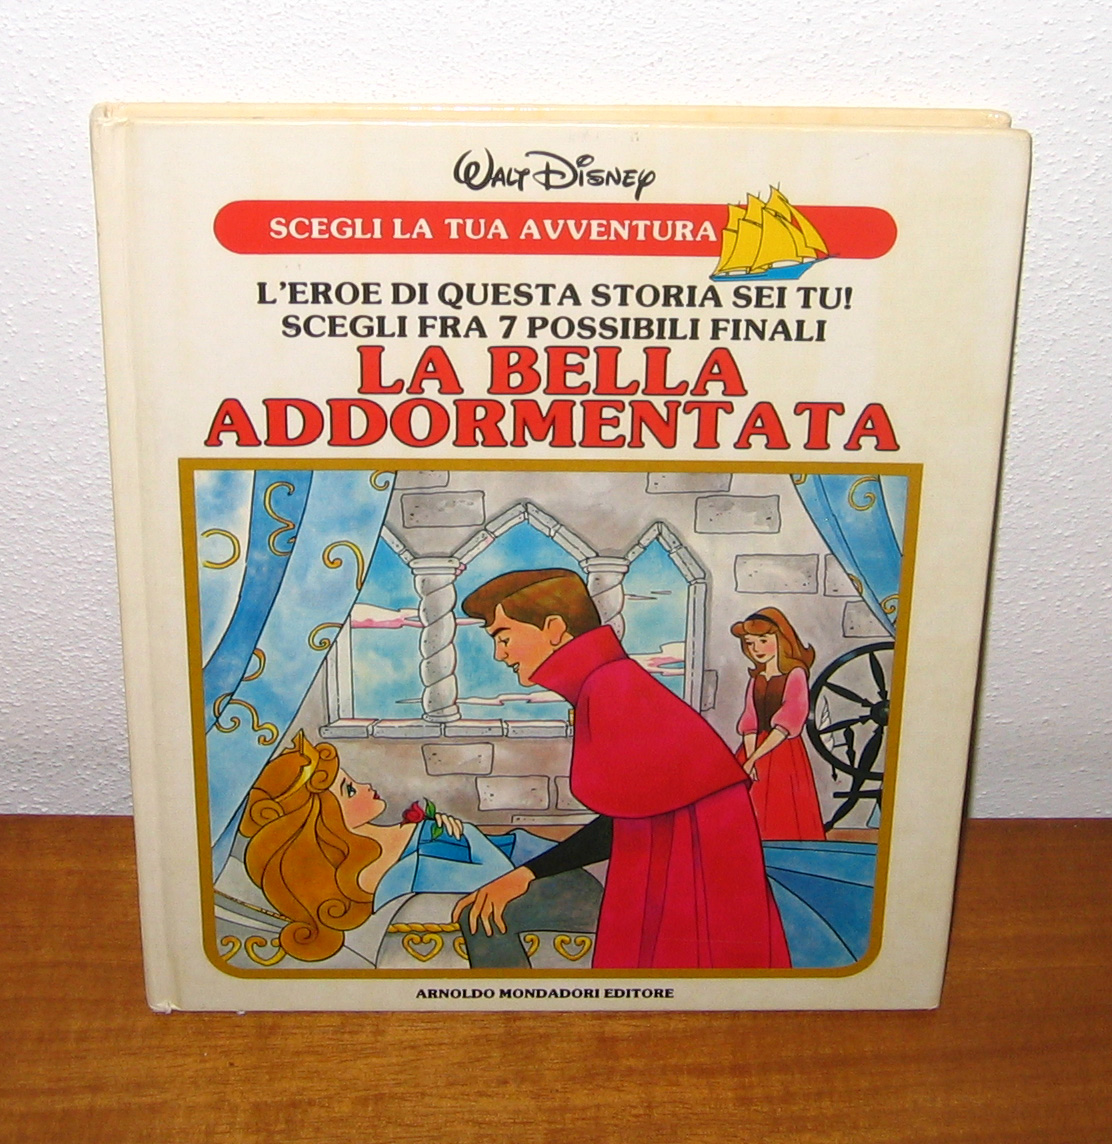 WALT DISNEY
SCEGLI LA TUA AVVENTURA
L'EROE DI QUESTA STORIA SEI TU!
SCEGLI FRA 7 POSSIBILI FINALI
LA BELLA
ADDORMENTATA
ARNOLDO MONDADORI EDITORE